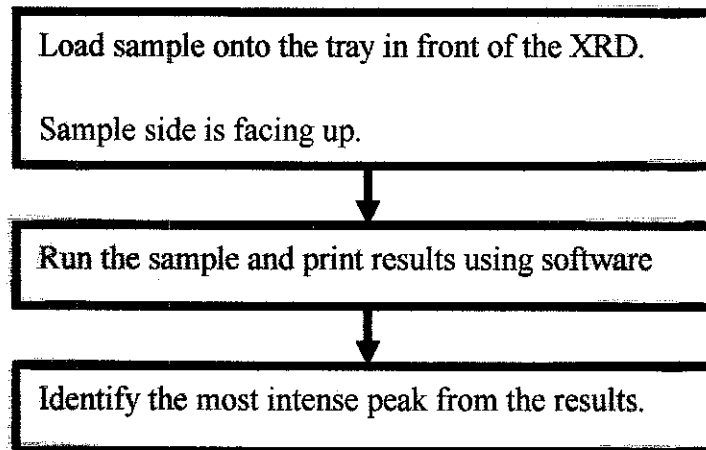 Load sample onto the tray in front of the XRD.
Sample side is facing up.
Run the sample and print results using software
Identify the most intense peak from the results.